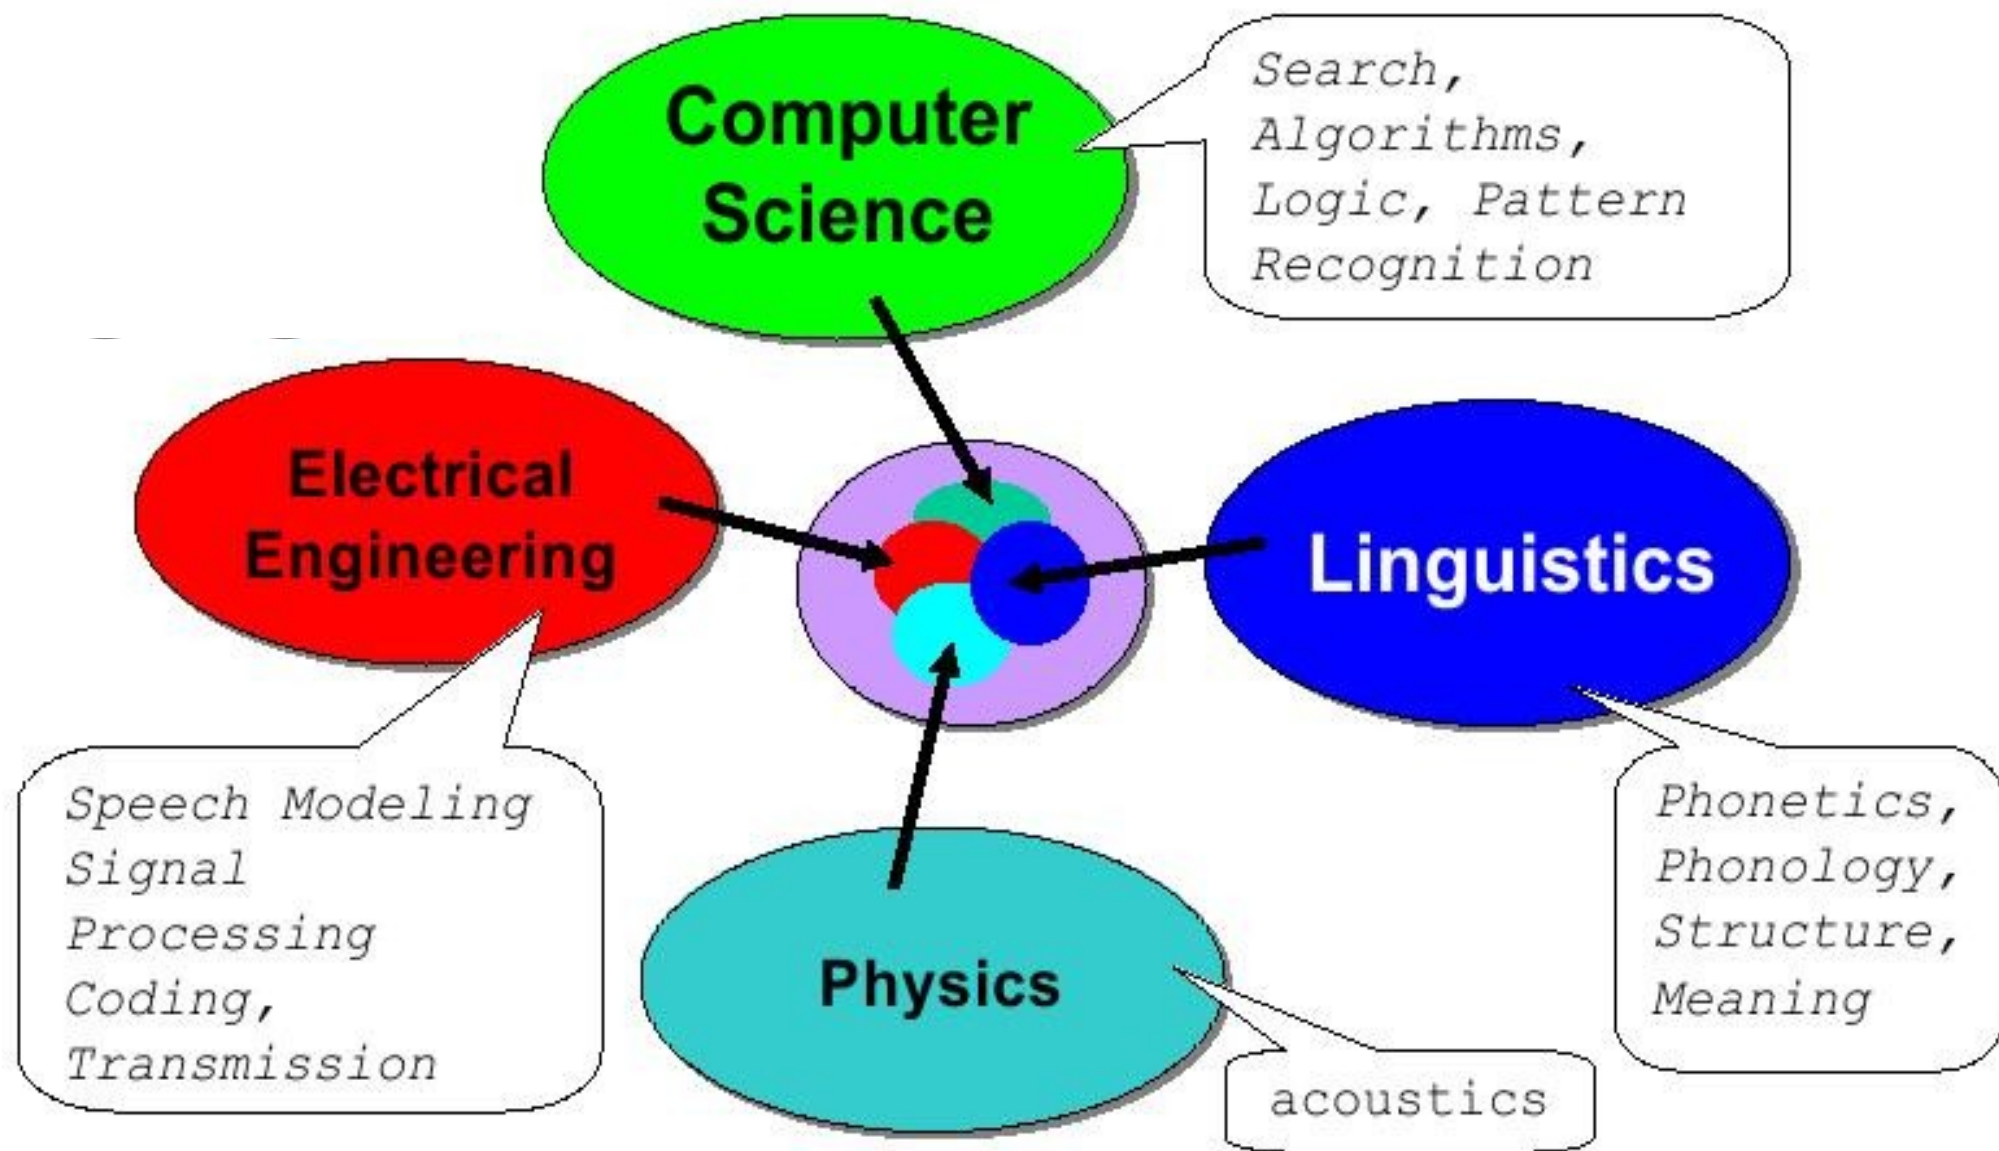 Computer
Science
Search,
Algorithms,
Logic, Pattern
Recognition
Electrical
Engineering
Linguistics
Speech Modeling
Signal
Processing
Coding,
Transmission
Physics
acoustics
Phonetics,
Phonology,
Structure,
Meaning